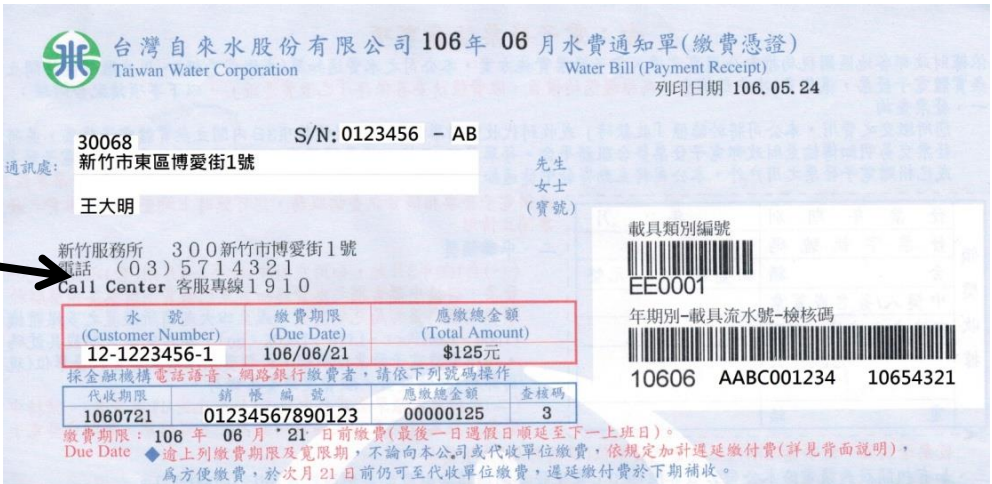 台灣自來水股份有限公司 106年 06 月水費通知單(繳費憑證)
Taiwan Water Corporation Water Bill (Payment Receipt)
列印日期 106.05.24
30068 S/N: 0123456 - AB
通訊處: 新竹市東區博愛街1號
先生
女士
(寶號)
王大明
新竹服務所 300新竹市博愛街1號
電話 (03)5714321
Call Center 客服專線1910
載具類別編號
EE0001
年期別-載具流水號-檢核碼
10606 AABC001234 10654321
水 號 繳費期限 應繳總金額
(Customer Number) (Due Date) (Total Amount)
12-1223456-1 106/06/21 $125元
採金融機構電話語音、網路銀行繳費者,請依下列號碼操作
代收期限 銷 帳 編 號 應繳總金額 查核碼
1060721 01234567890123 00000125 3
繳費期限: 106 年 06 月 21 日前繳費(最後一日遇假日順延至下一上班日)。
Due Date ◆逾上列繳費期限及寬限期,不論向本公司或代收單位繳費,依規定加計遲延繳付費(詳見背面說明),
為方便繳費,於次月21日前仍可至代收單位繳費,遲延繳付費於下期補收。